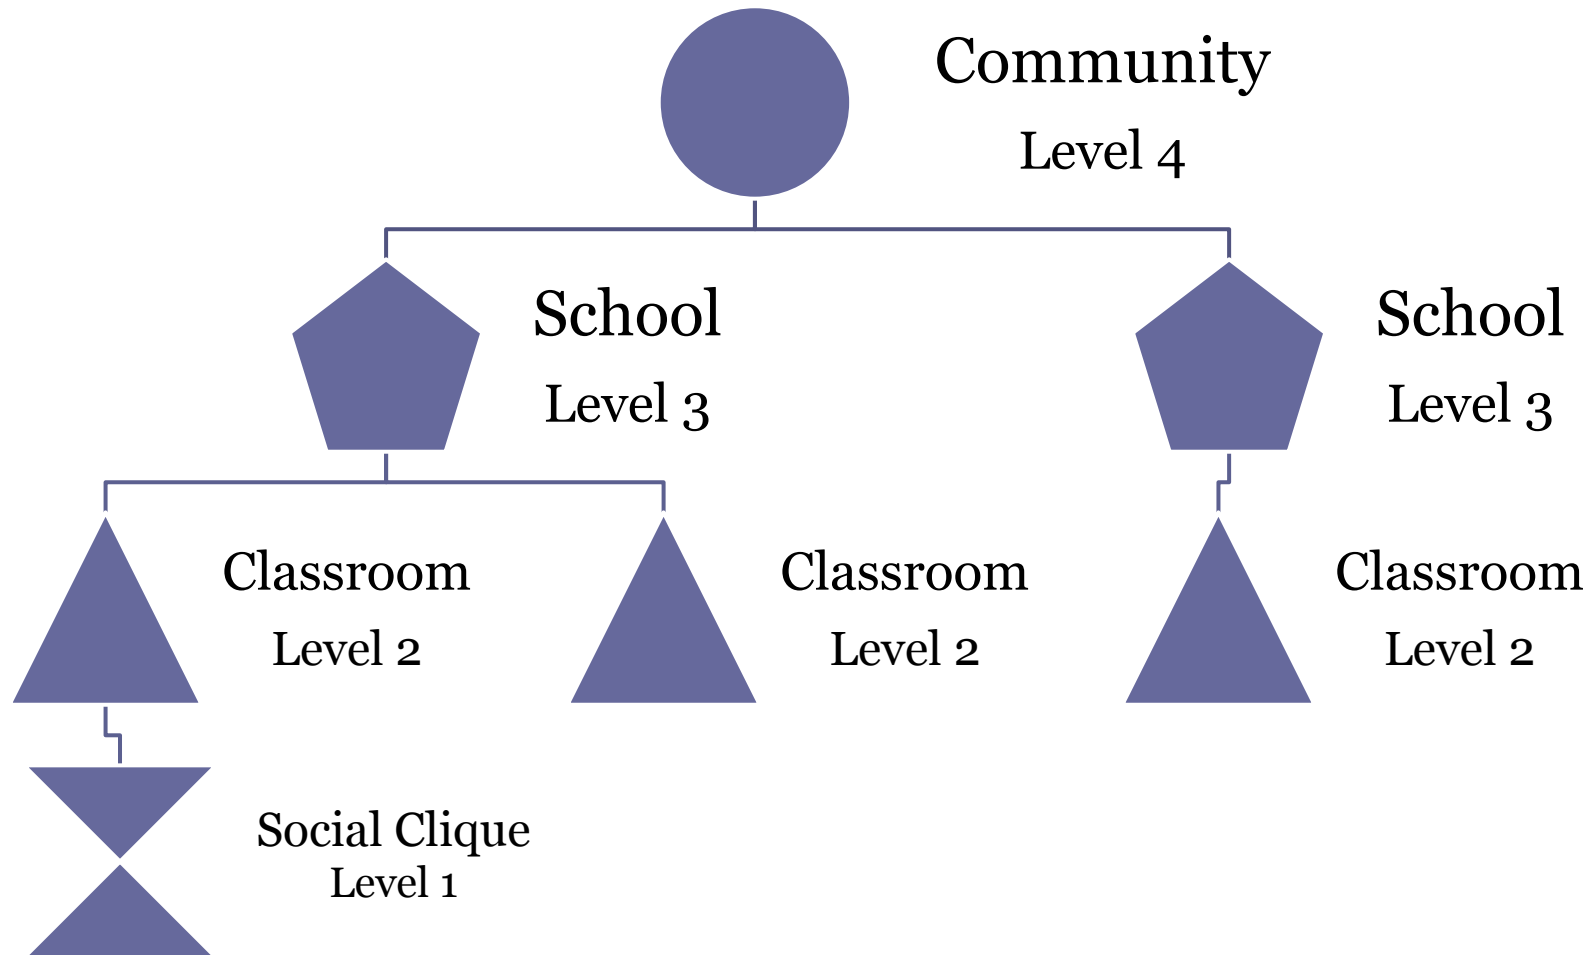 Community
Level 4
School
Level 3
School
Level 3
Classroom
Level 2
Classroom
Level 2
Classroom
Level 2
Social Clique
Level 1